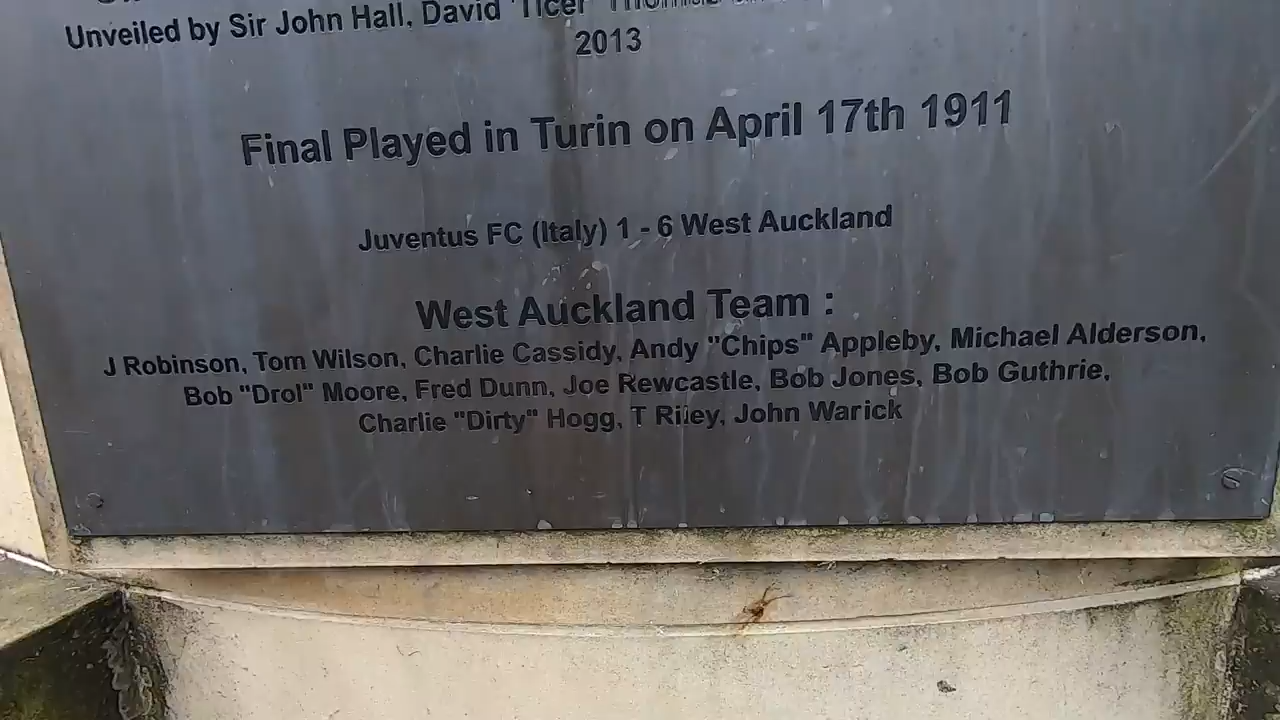 Unveiled by Sir John Hall, David 'Ticer' Thomas
2013
Final Played in Turin on April 17th 1911
Juventus FC (Italy) 1 - 6 West Auckland
West Auckland Team :
J Robinson, Tom Wilson, Charlie Cassidy, Andy "Chips" Appleby, Michael Alderson,
Bob "Drol" Moore, Fred Dunn, Joe Rewcastle, Bob Jones, Bob Guthrie,
Charlie "Dirty" Hogg, T Riley, John Warick